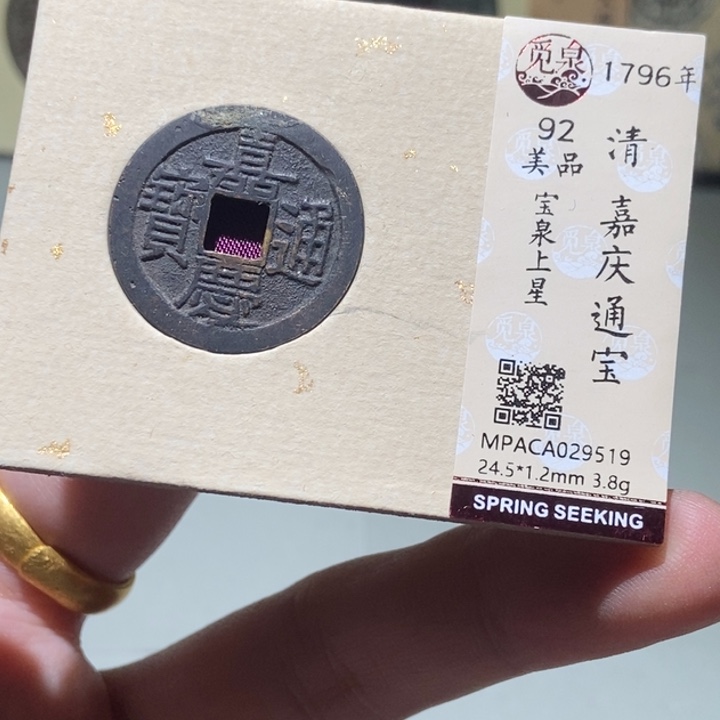 嘉慶通寶
觅泉
1796年
92
美品
宝泉上星
清嘉庆通宝
MPACA029519
24.5*1.2mm 3.8g
SPRING SEEKING